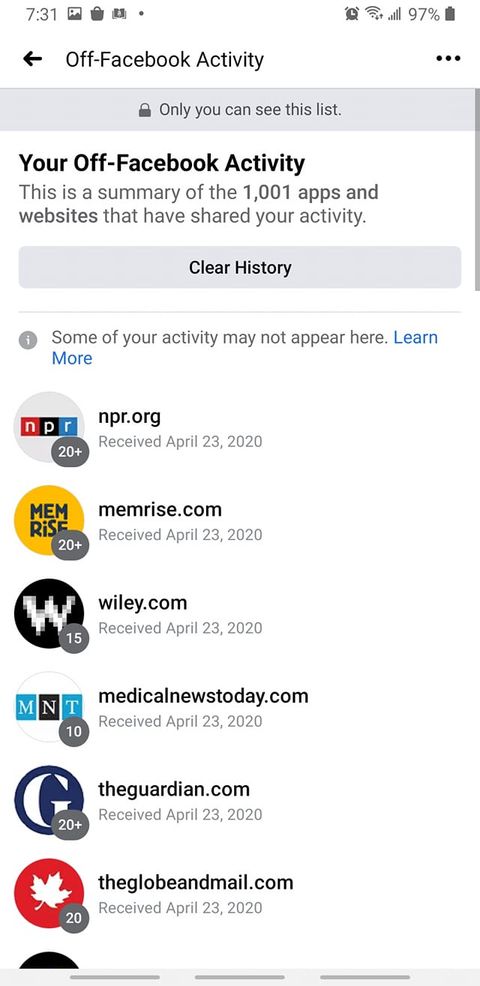 7:31 97%
Off-Facebook Activity
Only you can see this list.
Your Off-Facebook Activity
This is a summary of the 1,001 apps and
websites that have shared your activity.
Clear History
Some of your activity may not appear here. Learn
More
npr
20+
npr.org
Received April 23, 2020
MEM
RiSE
20+
memrise.com
Received April 23, 2020
W
15
wiley.com
Received April 23, 2020
MNT
10
medicalnewstoday.com
Received April 23, 2020
G
20+
theguardian.com
Received April 23, 2020
20
theglobeandmail.com
Received April 23, 2020